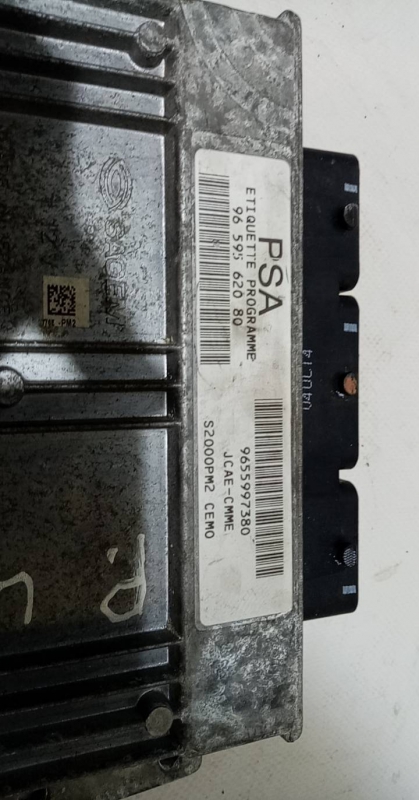 PSA
ETIQUETTE PROGRAMME
96 595 620 80
9655997380
JCAE-CMME
S2000PM2 CEMO
SAGEM